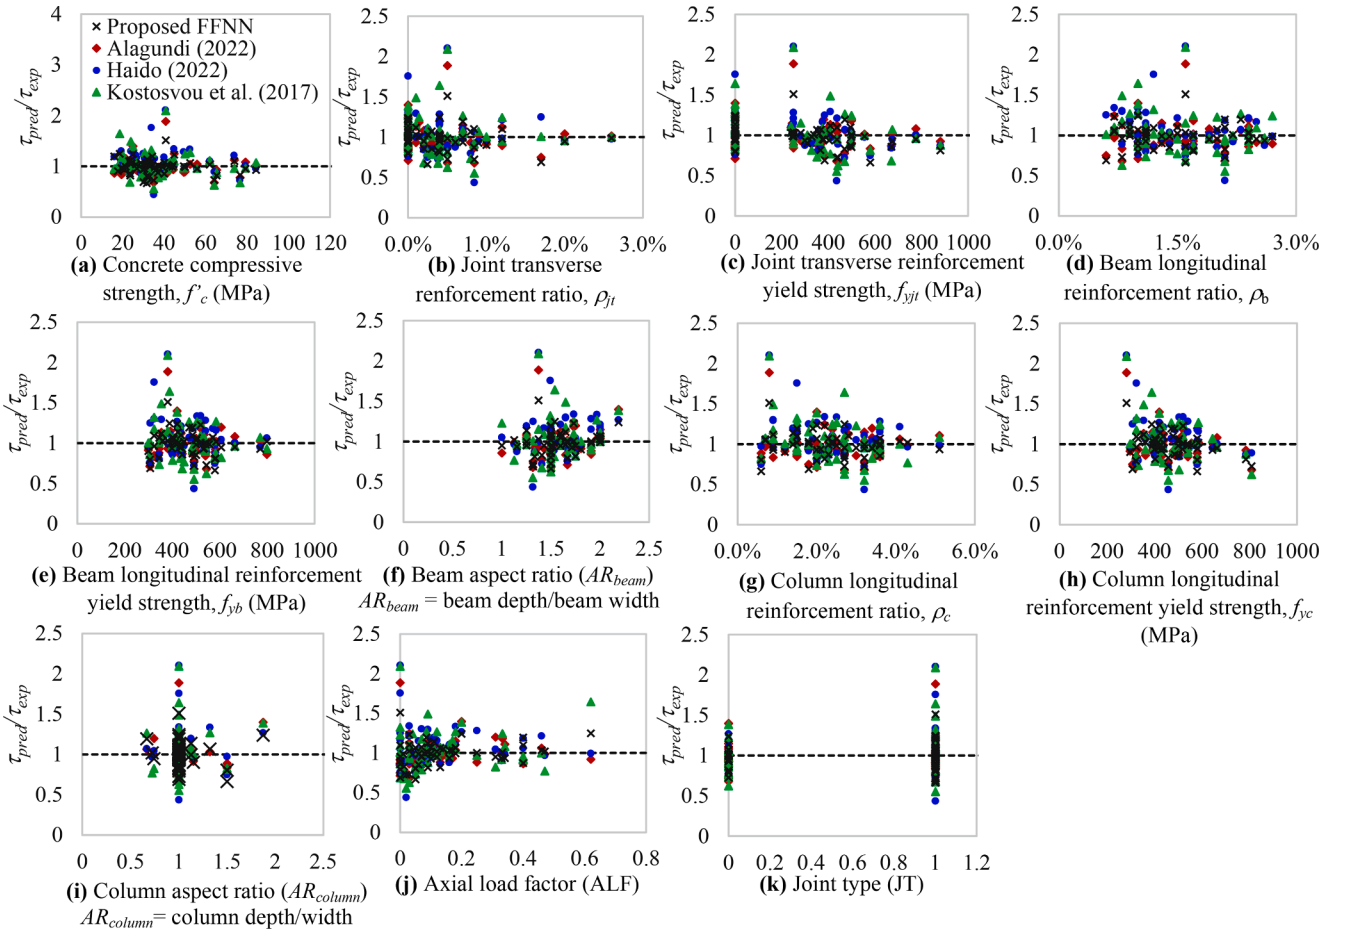 4
3
2
1
0
τpred/τexp
Proposed FFNN
Alagundi (2022)
Haido (2022)
Kostosvou et al. (2017)
0 20 40 60 80 100 120
(a) Concrete compressive
strength, f'c (MPa)
2.5
2
1.5
1
0.5
0
τpred/τexp
0.0% 1.0% 2.0% 3.0%
(b) Joint transverse
renforcement ratio, ρjt
2.5
2
1.5
1
0.5
0
τpred/τexp
0 200 400 600 800 1000
(c) Joint transverse reinforcement
yield strength, fyjt (MPa)
2.5
2
1.5
1
0.5
0
τpred/τexp
0.0% 1.5% 3.0%
(d) Beam longitudinal
reinforcement ratio, ρb
2.5
2
1.5
1
0.5
0
τpred/τexp
0 200 400 600 800 1000
(e) Beam longitudinal reinforcement
yield strength, fyb (MPa)
2.5
2
1.5
1
0.5
0
τpred/τexp
0 0.5 1 1.5 2 2.5
(f) Beam aspect ratio (ARbeam)
ARbeam = beam depth/beam width
2.5
2
1.5
1
0.5
0
τpred/τexp
0.0% 2.0% 4.0% 6.0%
(g) Column longitudinal
reinforcement ratio, ρc
2.5
2
1.5
1
0.5
0
τpred/τexp
0 200 400 600 800 1000
(h) Column longitudinal
reinforcement yield strength, fyc
(MPa)
2.5
2
1.5
1
0.5
0
τpred/τexp
0 0.5 1 1.5 2 2.5
(i) Column aspect ratio (ARcolumn)
ARcolumn= column depth/width
2.5
2
1.5
1
0.5
0
τpred/τexp
0 0.2 0.4 0.6 0.8
(j) Axial load factor (ALF)
2.5
2
1.5
1
0.5
0
τpred/τexp
0 0.2 0.4 0.6 0.8 1 1.2
(k) Joint type (JT)